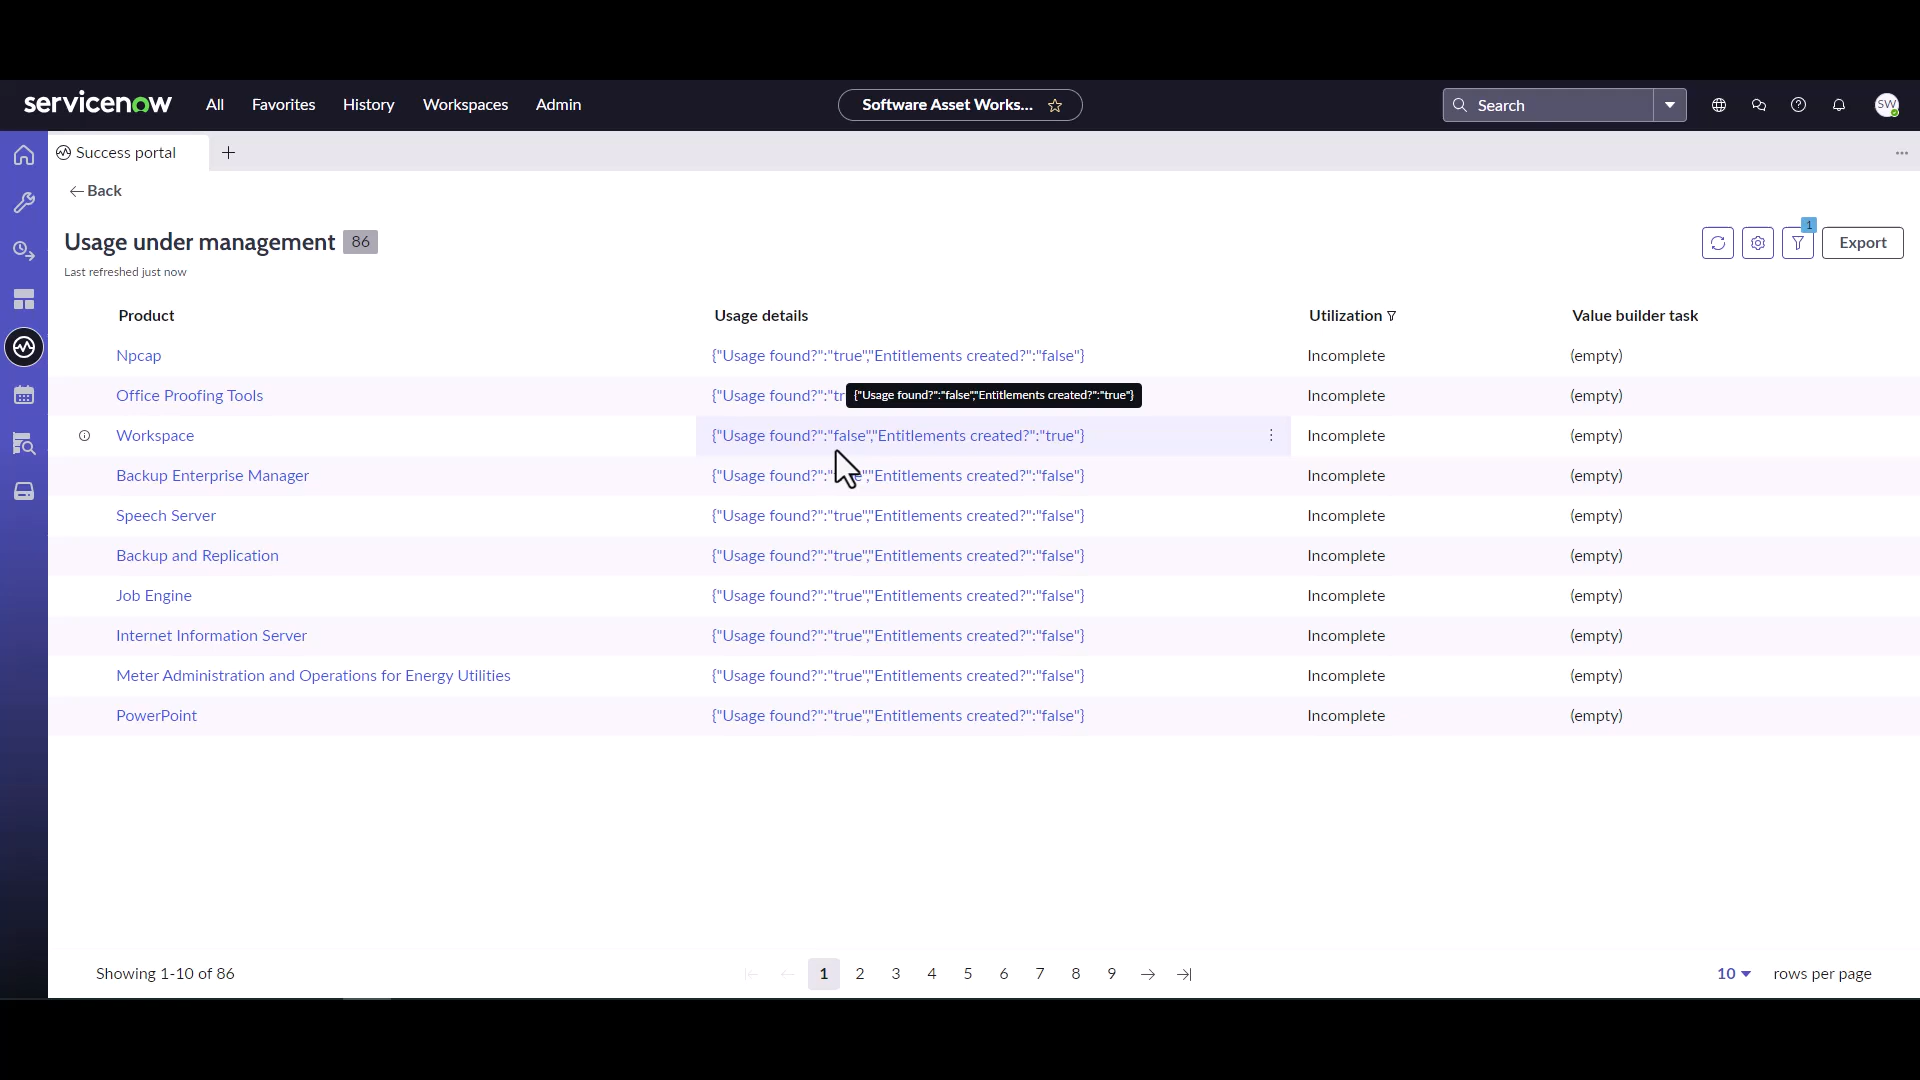 servicenow All Favorites History Workspaces Admin Software Asset Works... Search SW
Success portal
Back
Usage under management 86
1
Export
Last refreshed just now
Product Usage details Utilization Value builder task
Npcap {"Usage found?":"true","Entitlements created?":"false"} Incomplete (empty)
Office Proofing Tools {"Usage found?":"tr Incomplete (empty)
{"Usage found?":"false","Entitlements created?":"true"}
Workspace {"Usage found?":"false","Entitlements created?":"true"} Incomplete (empty)
Backup Enterprise Manager {"Usage found?":" e","Entitlements created?":"false"} Incomplete (empty)
Speech Server {"Usage found?":"true","Entitlements created?":"false"} Incomplete (empty)
Backup and Replication {"Usage found?":"true","Entitlements created?":"false"} Incomplete (empty)
Job Engine {"Usage found?":"true","Entitlements created?":"false"} Incomplete (empty)
Internet Information Server {"Usage found?":"true","Entitlements created?":"false"} Incomplete (empty)
Meter Administration and Operations for Energy Utilities {"Usage found?":"true","Entitlements created?":"false"} Incomplete (empty)
PowerPoint {"Usage found?":"true","Entitlements created?":"false"} Incomplete (empty)
Showing 1-10 of 86 1 2 3 4 5 6 7 8 9 10 rows per page